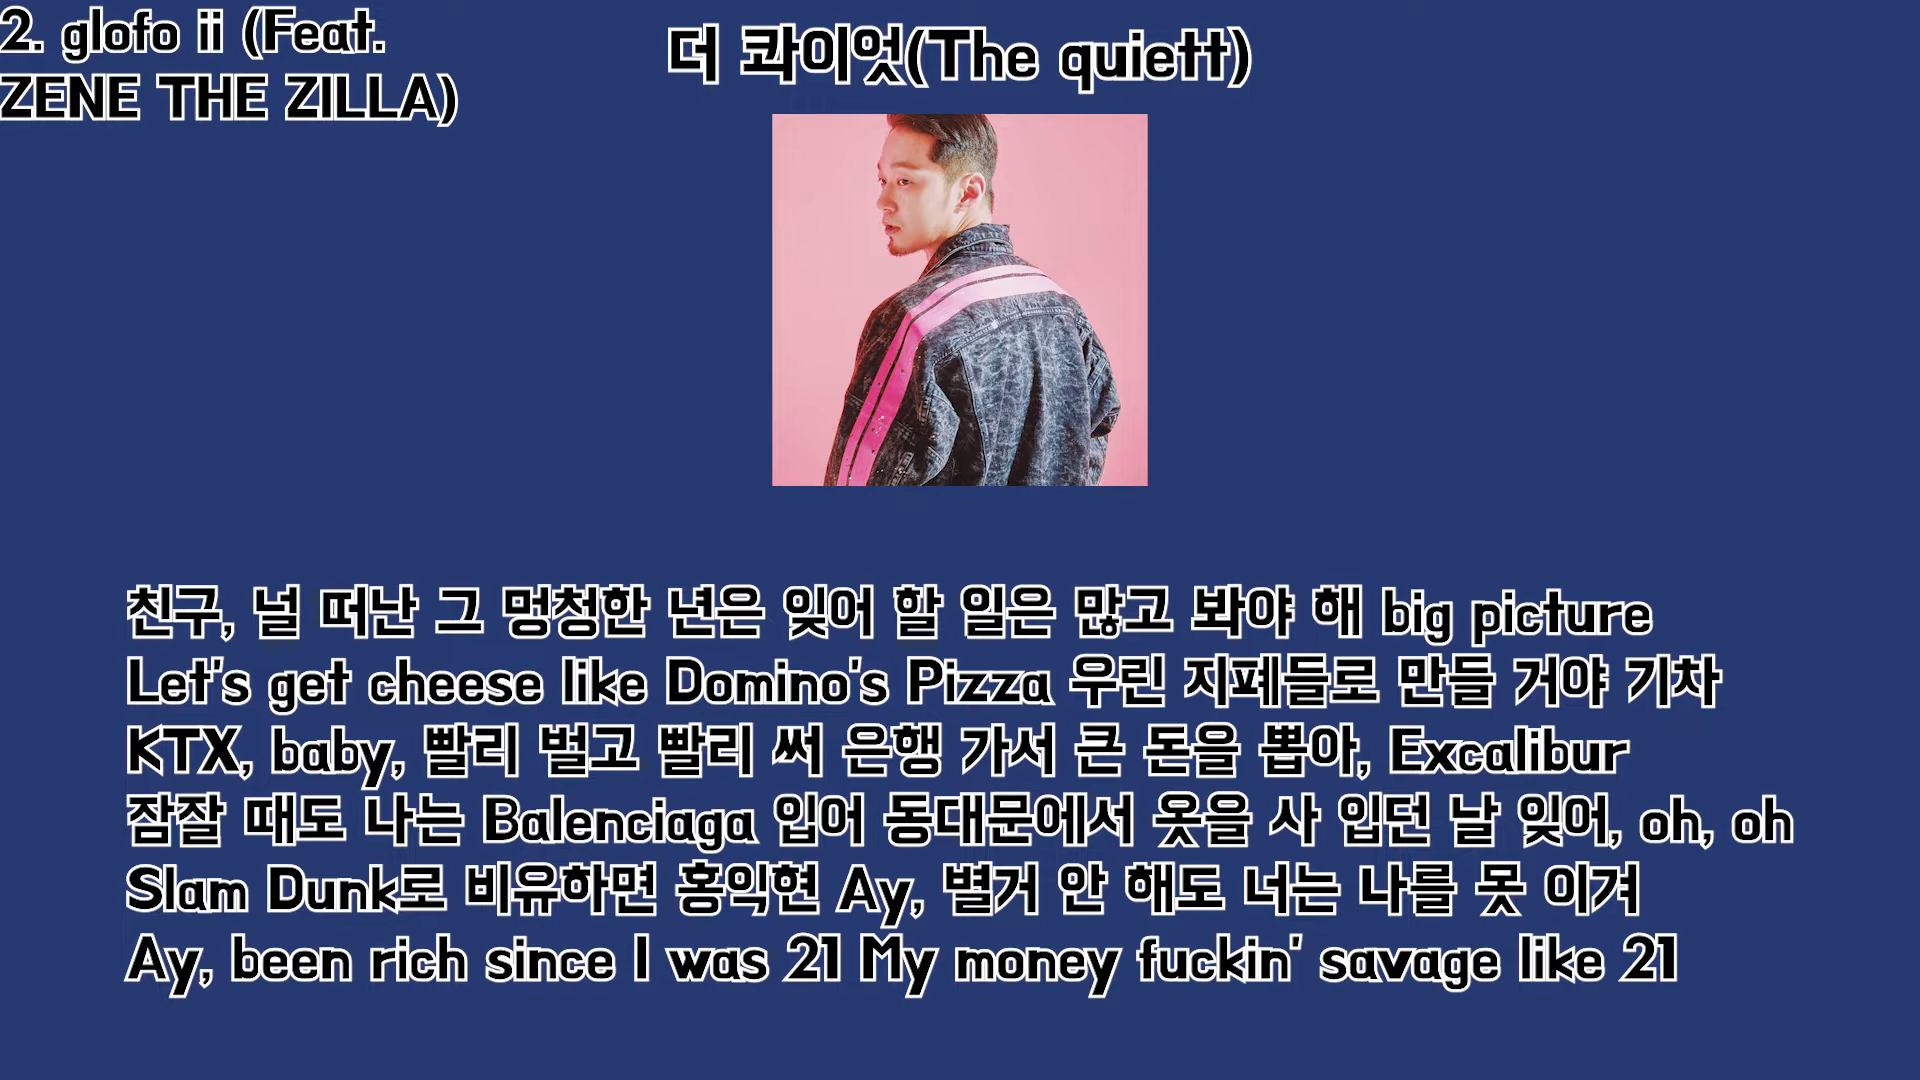 2. glofo ii (Feat.
ZENE THE ZILLA)
더 콰이엇(The quiett)
친구, 널 떠난 그 멍청한 년은 잊어 할 일은 많고 봐야 해 big picture
Let's get cheese like Domino's Pizza 우린 지폐들로 만들 거야 기차
KTX, baby, 빨리 벌고 빨리 써 은행 가서 큰 돈을 뽑아, Excalibur
잠잘 때도 나는 Balenciaga 입어 동대문에서 옷을 사 입던 날 잊어, oh, oh
Slam Dunk로 비유하면 홍익현 Ay, 별거 안 해도 너는 나를 못 이겨
Ay, been rich since I was 21 My money fuckin' savage like 21